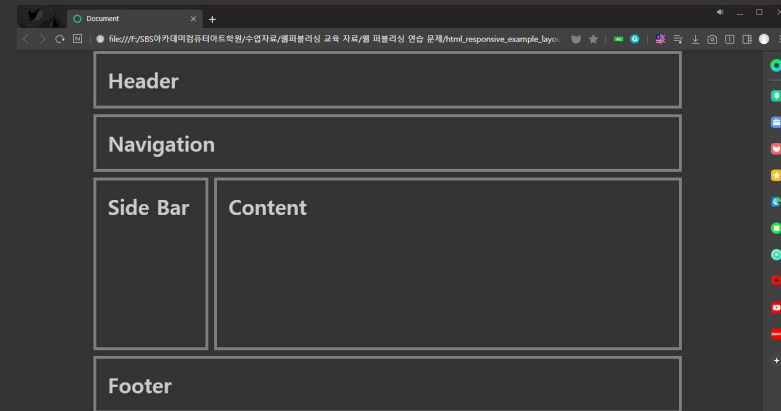 Document
file:///F:/SBS아카데미컴퓨터아트학원/수업자료/웹퍼블리싱 교육 자료/웹 퍼블리싱 연습 문제/html_responsive_example_layou
Header
Navigation
Side Bar
Content
Footer